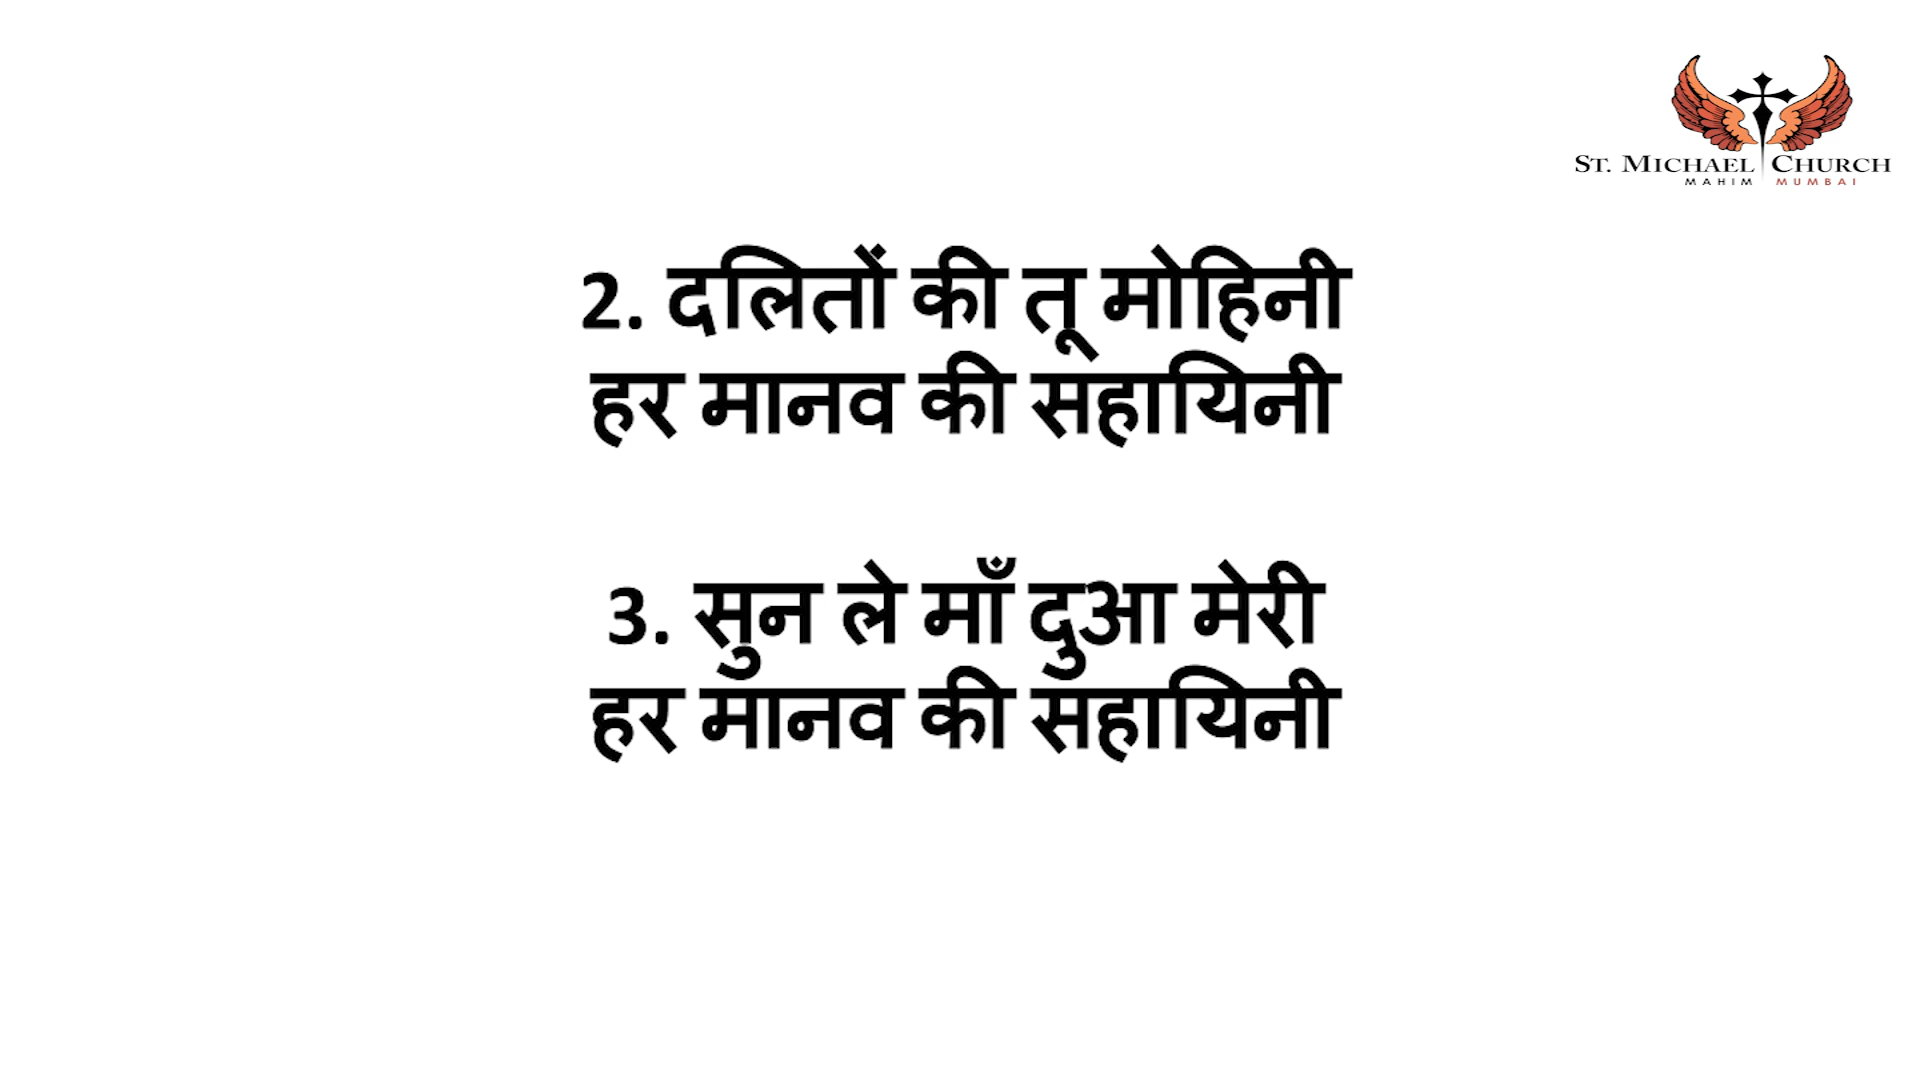 ST. MICHAEL CHURCH
MAHIM MUMBAI
2. दलितों की तू मोहिनी
हर मानव की सहायिनी
3. सुन ले माँ दुआ मेरी
हर मानव की सहायिनी